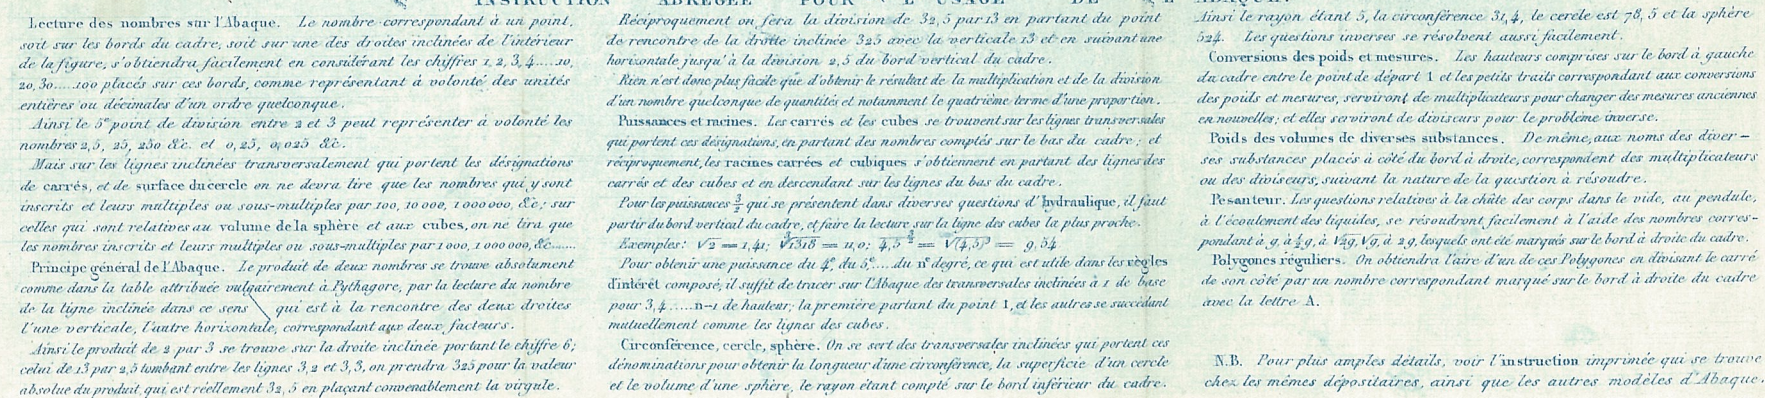 INSTRUCTION ABRÉGÉE POUR L'USAGE DE L'ABAQUE.
Lecture des nombres sur l'Abaque. Le nombre correspondant à un point,
soit sur les bords du cadre, soit sur une des droites inclinées de l'intérieur
de la figure, s'obtiendra facilement en considérant les chiffres 1, 2, 3, 4.....10,
20, 30.....100 placés sur ces bords, comme représentant à volonté des unités
entières ou décimales d'un ordre quelconque.
Ainsi le 5e point de division entre 2 et 3 peut représenter à volonté les
nombres 2,5, 25, 250 &c. et 0,25, 0,025 &c.
Mais sur les lignes inclinées transversalement qui portent les désignations
de carrés, et de surface du cercle on ne devra lire que les nombres qui y sont
inscrits et leurs multiples ou sous-multiples par 100, 10 000, 1 000 000, &c; sur
celles qui sont relatives au volume de la sphère et aux cubes, on ne lira que
les nombres inscrits et leurs multiples ou sous-multiples par 1 000, 1 000 000, &c.....
Principe général de l'Abaque. Le produit de deux nombres se trouve absolument
comme dans la table attribuée vulgairement à Pythagore, par la lecture du nombre
de la ligne inclinée dans ce sens \ qui est à la rencontre des deux droites
l'une verticale, l'autre horizontale, correspondant aux deux facteurs.
Ainsi le produit de 2 par 3 se trouve sur la droite inclinée portant le chiffre 6;
celui de 13 par 2,5 tombant entre les lignes 3,2 et 3,3, on prendra 325 pour la valeur
absolue du produit, qui est réellement 32,5 en plaçant convenablement la virgule.
Réciproquement on fera la division de 32,5 par 13 en partant du point
de rencontre de la droite inclinée 325 avec la verticale 13 et en suivant une
horizontale jusqu'à la division 2,5 du bord vertical du cadre.
Rien n'est donc plus facile que d'obtenir le résultat de la multiplication et de la division
d'un nombre quelconque de quantités et notamment le quatrième terme d'une proportion.
Puissances et racines. Les carrés et les cubes se trouvent sur les lignes transversales
qui portent ces désignations, en partant des nombres comptés sur le bas du cadre; et
réciproquement, les racines carrées et cubiques s'obtiennent en partant des lignes des
carrés et des cubes et en descendant sur les lignes du bas du cadre.
Pour les puissances 3/2 qui se présentent dans diverses questions d'hydraulique, il faut
partir du bord vertical du cadre, et faire la lecture sur la ligne des cubes la plus proche.
Exemples: √2 = 1,41; ∛1318 = 11,0; 4,5^3/2 = √(4,5)³ = 9,54
Pour obtenir une puissance du 4e, du 5e,....du ne degré, ce qui est utile dans les règles
d'intérêt composé, il suffit de tracer sur l'Abaque des transversales inclinées à 1 de base
pour 3, 4.....n-1 de hauteur; la première partant du point 1, et les autres se succédant
mutuellement comme les lignes des cubes.
Circonférence, cercle, sphère. On se sert des transversales inclinées qui portent ces
dénominations pour obtenir la longueur d'une circonférence, la superficie d'un cercle
et le volume d'une sphère, le rayon étant compté sur le bord inférieur du cadre.
Ainsi le rayon étant 5, la circonférence 31,4, le cercle est 78,5 et la sphère
524. Les questions inverses se résolvent aussi facilement.
Conversions des poids et mesures. Les hauteurs comprises sur le bord à gauche
du cadre entre le point de départ 1 et les petits traits correspondant aux conversions
des poids et mesures, serviront de multiplicateurs pour changer des mesures anciennes
en nouvelles; et elles serviront de diviseurs pour le problème inverse.
Poids des volumes de diverses substances. De même, aux noms des diver-
ses substances placés à côté du bord à droite, correspondent des multiplicateurs
ou des diviseurs, suivant la nature de la question à résoudre.
Pesanteur. Les questions relatives à la chûte des corps dans le vide, au pendule,
à l'écoulement des liquides, se résoudront facilement à l'aide des nombres corres-
pondant à g, à ½g, à √2g, √g, à 2g, lesquels ont été marqués sur le bord à droite du cadre.
Polygones réguliers. On obtiendra l'aire d'un de ces Polygones en divisant le carré
de son côté par un nombre correspondant marqué sur le bord à droite du cadre
avec la lettre A.
N.B. Pour plus amples détails, voir l'instruction imprimée qui se trouve
chez les mêmes dépositaires, ainsi que les autres modèles d'Abaque.